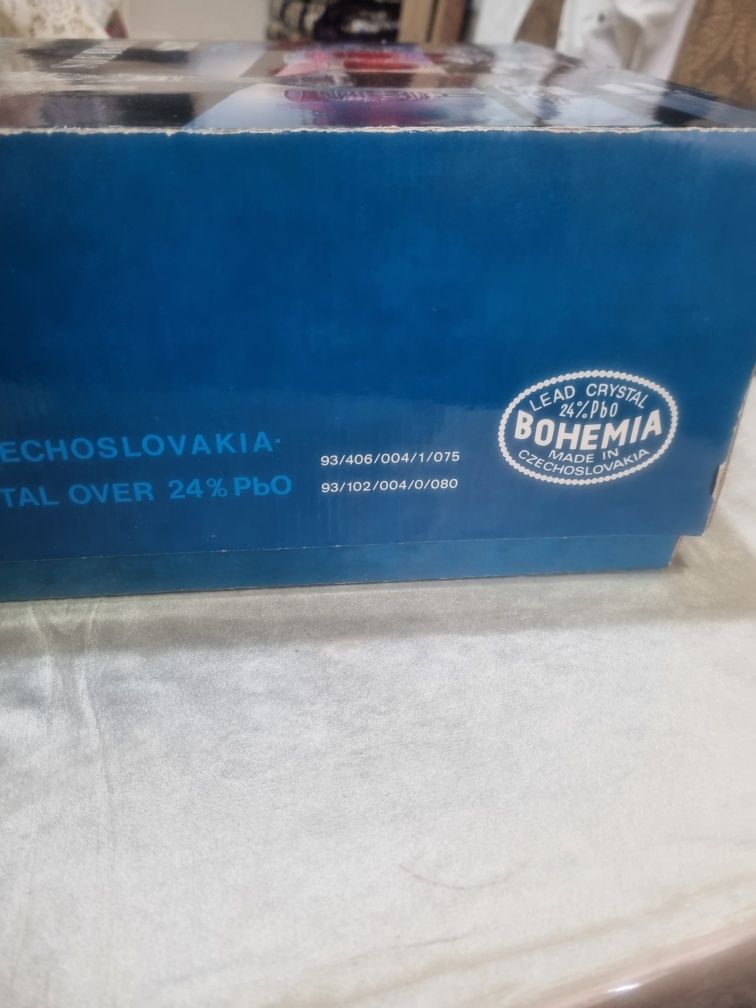 ECHOSLOVAKIA·
TAL OVER 24% PbO
93/406/004/1/075
93/102/004/0/080
LEAD CRYSTAL
24% PbO
BOHEMIA
MADE IN
CZECHOSLOVAKIA